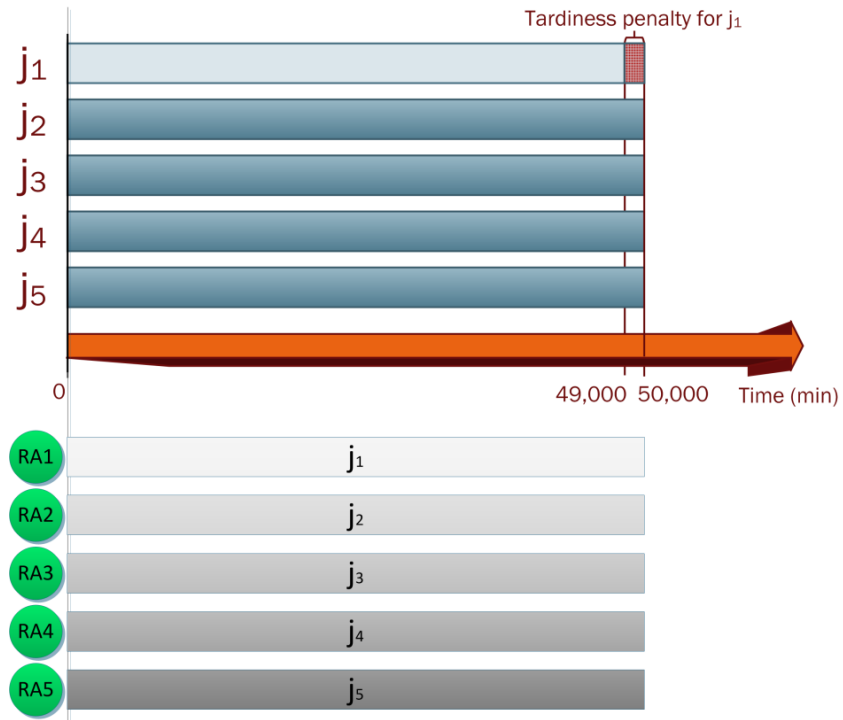 Tardiness penalty for j₁
j₁
j₂
j₃
j₄
j₅
0
49,000 50,000 Time (min)
RA1 j₁
RA2 j₂
RA3 j₃
RA4 j₄
RA5 j₅